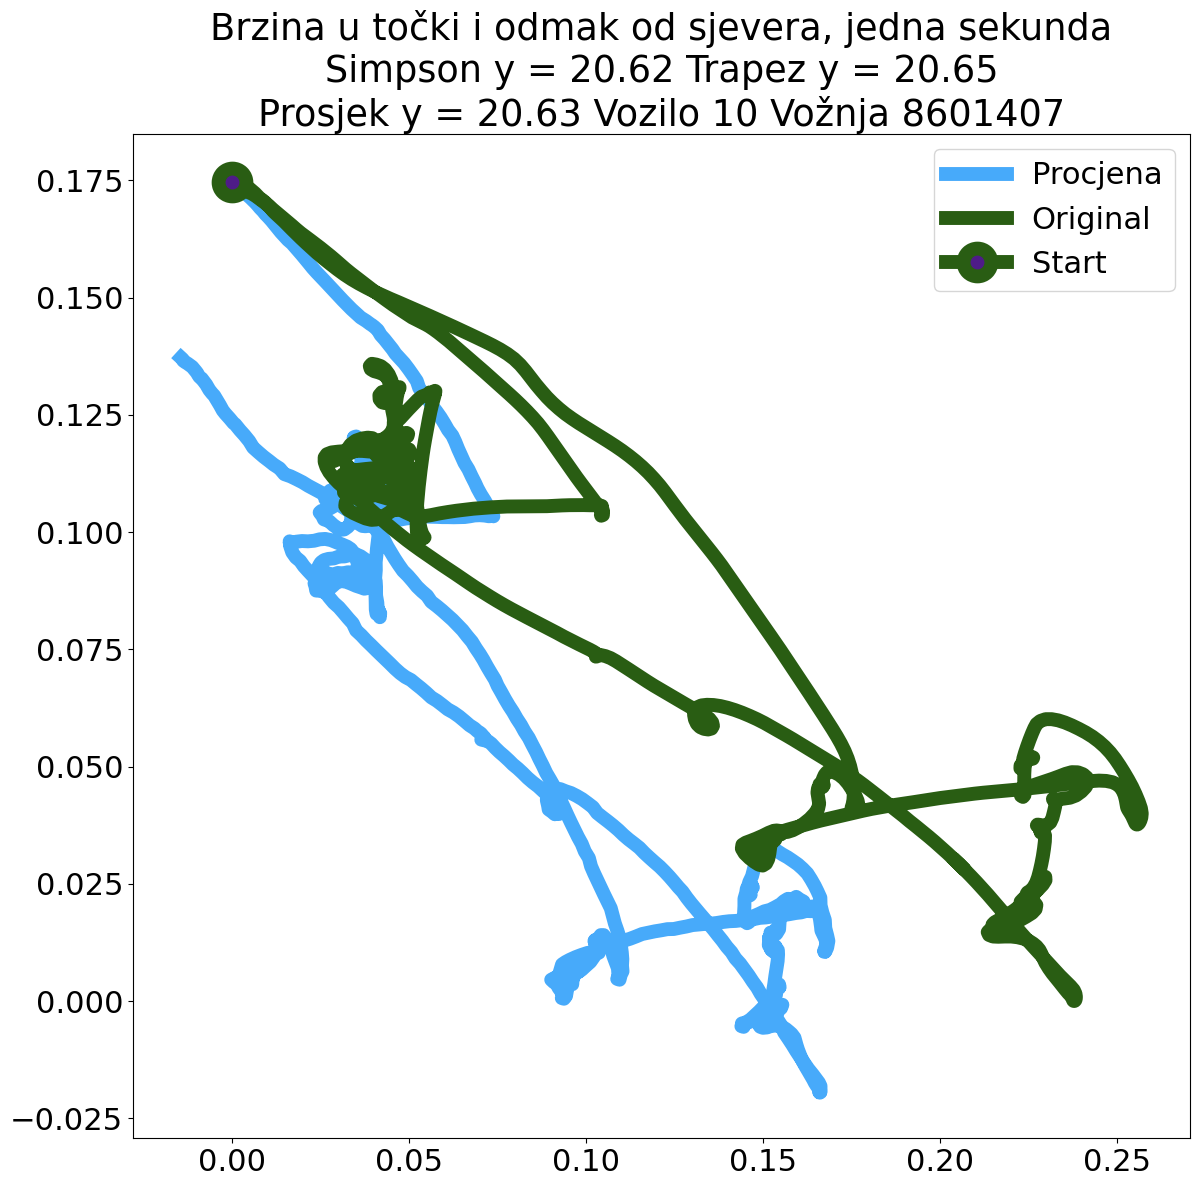 Brzina u točki i odmak od sjevera, jedna sekunda
Simpson y = 20.62 Trapez y = 20.65
Prosjek y = 20.63 Vozilo 10 Vožnja 8601407
Procjena
Original
Start
0.175
0.150
0.125
0.100
0.075
0.050
0.025
0.000
−0.025
0.00 0.05 0.10 0.15 0.20 0.25